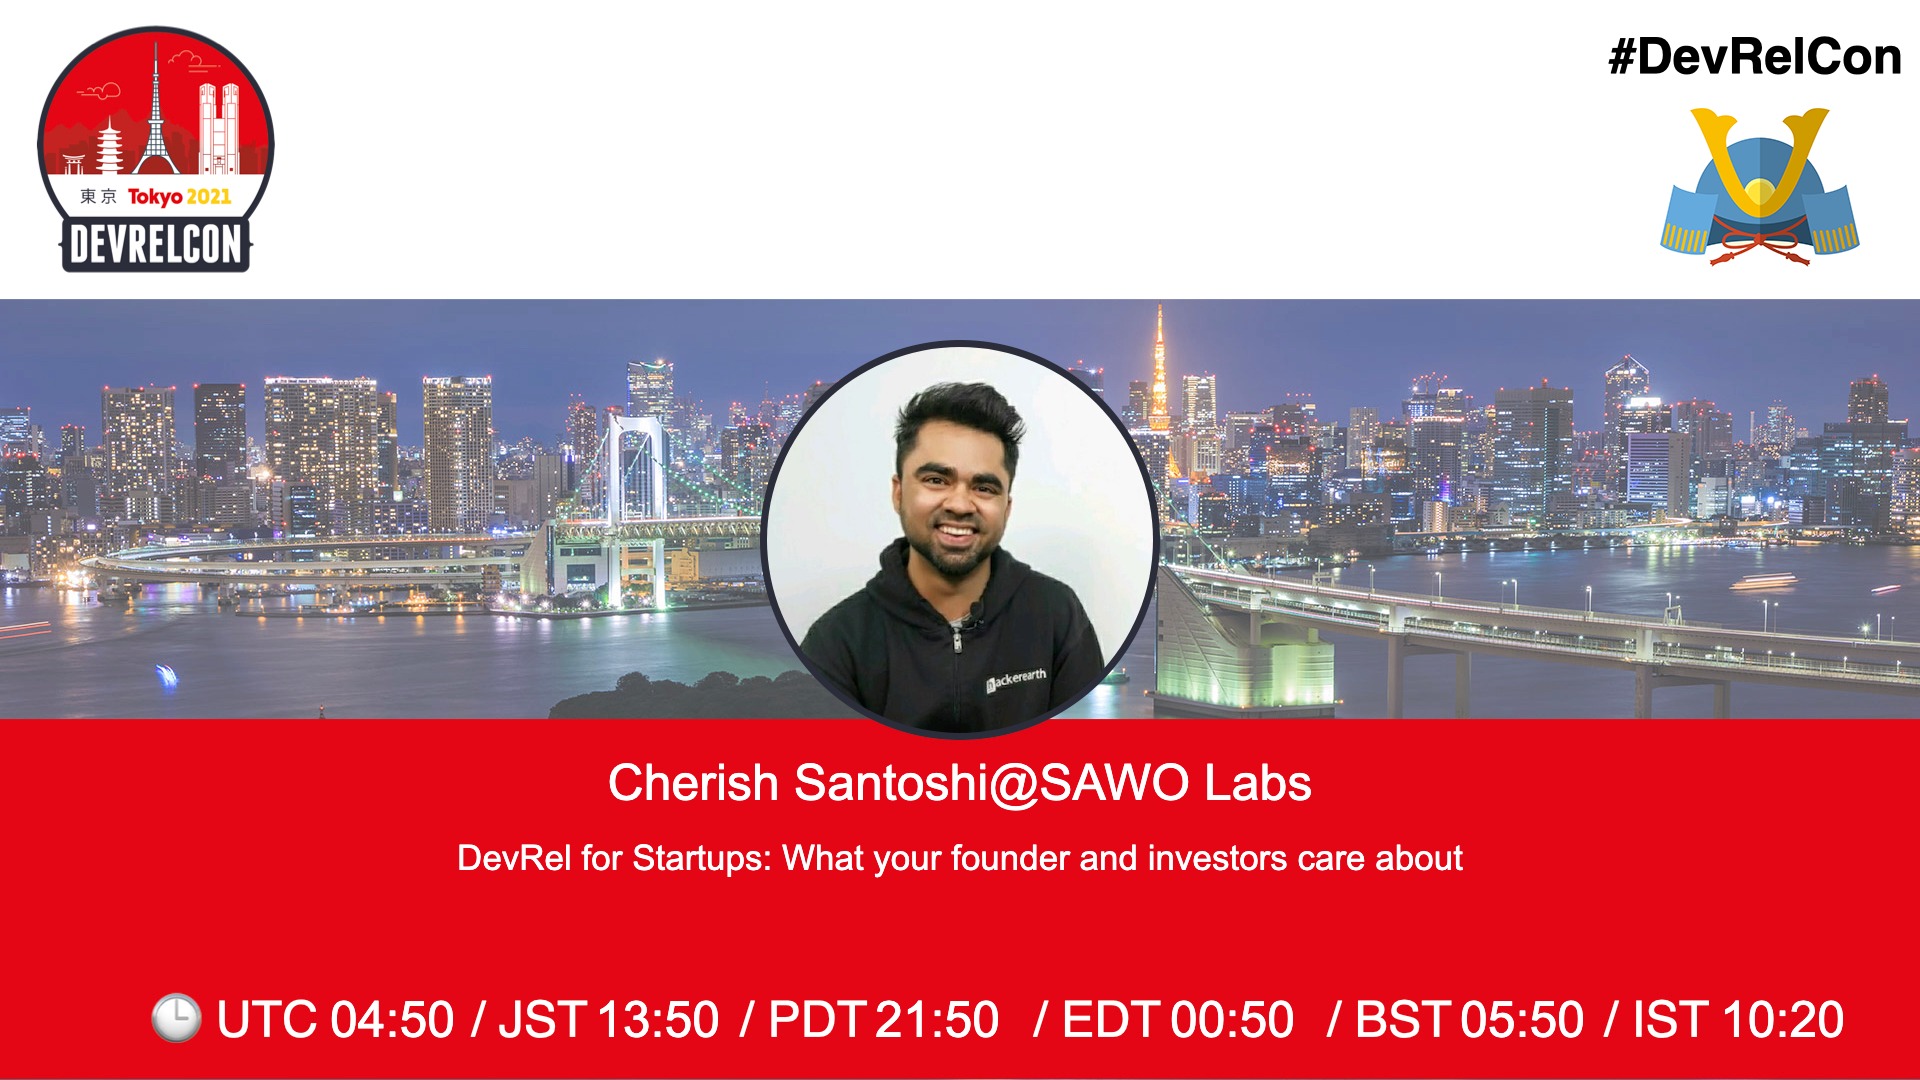 #DevRelCon
東京 Tokyo 2021
DEVRELCON
hackerearth
Cherish Santoshi@SAWO Labs
DevRel for Startups: What your founder and investors care about
UTC 04:50 / JST 13:50 / PDT 21:50 / EDT 00:50 / BST 05:50 / IST 10:20